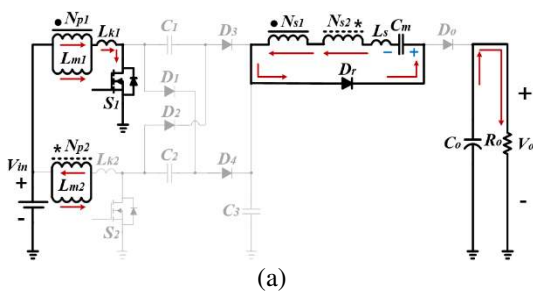 Np1 Lk1 C1 D3 Ns1 Ns2 * Ls Cm Do
Lm1 D1 Dr
S1 D2
Vin * Np2 Lk2 C2 D4 Co Ro Vo
+ Lm2 C3 +
- S2 -
(a)